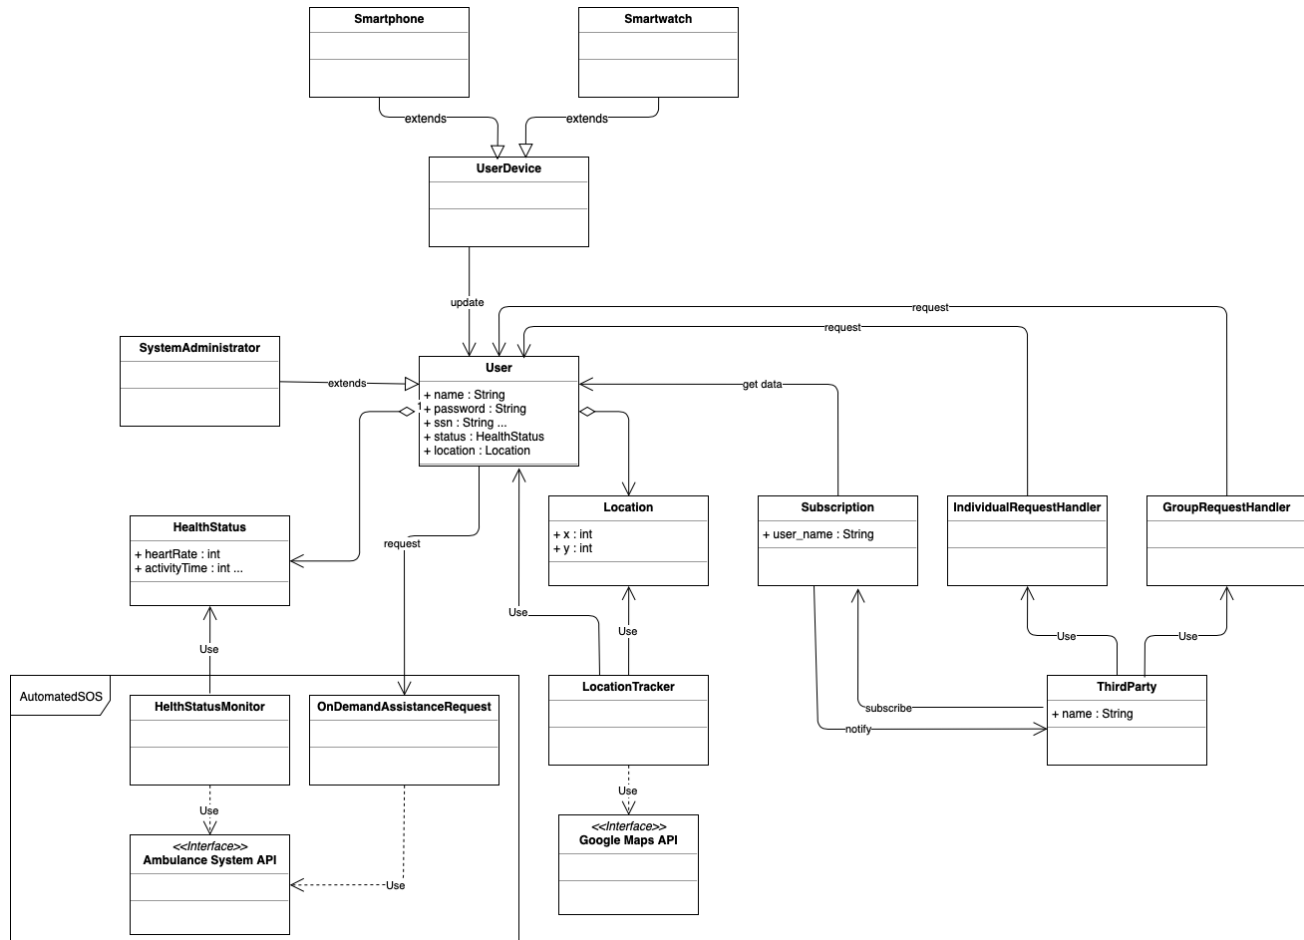 Smartphone
Smartwatch
extends
extends
UserDevice
update
request
request
SystemAdministrator
extends
User
+ name : String
+ password : String
+ ssn : String ...
+ status : HealthStatus
+ location : Location
1
get data
HealthStatus
+ heartRate : int
+ activityTime : int ...
request
Location
+ x : int
+ y : int
Subscription
+ user_name : String
IndividualRequestHandler
GroupRequestHandler
Use
Use
Use
Use
Use
AutomatedSOS
HelthStatusMonitor
OnDemandAssistanceRequest
LocationTracker
ThirdParty
+ name : String
subscribe
notify
Use
Use
<<Interface>>
Ambulance System API
Use
<<Interface>>
Google Maps API